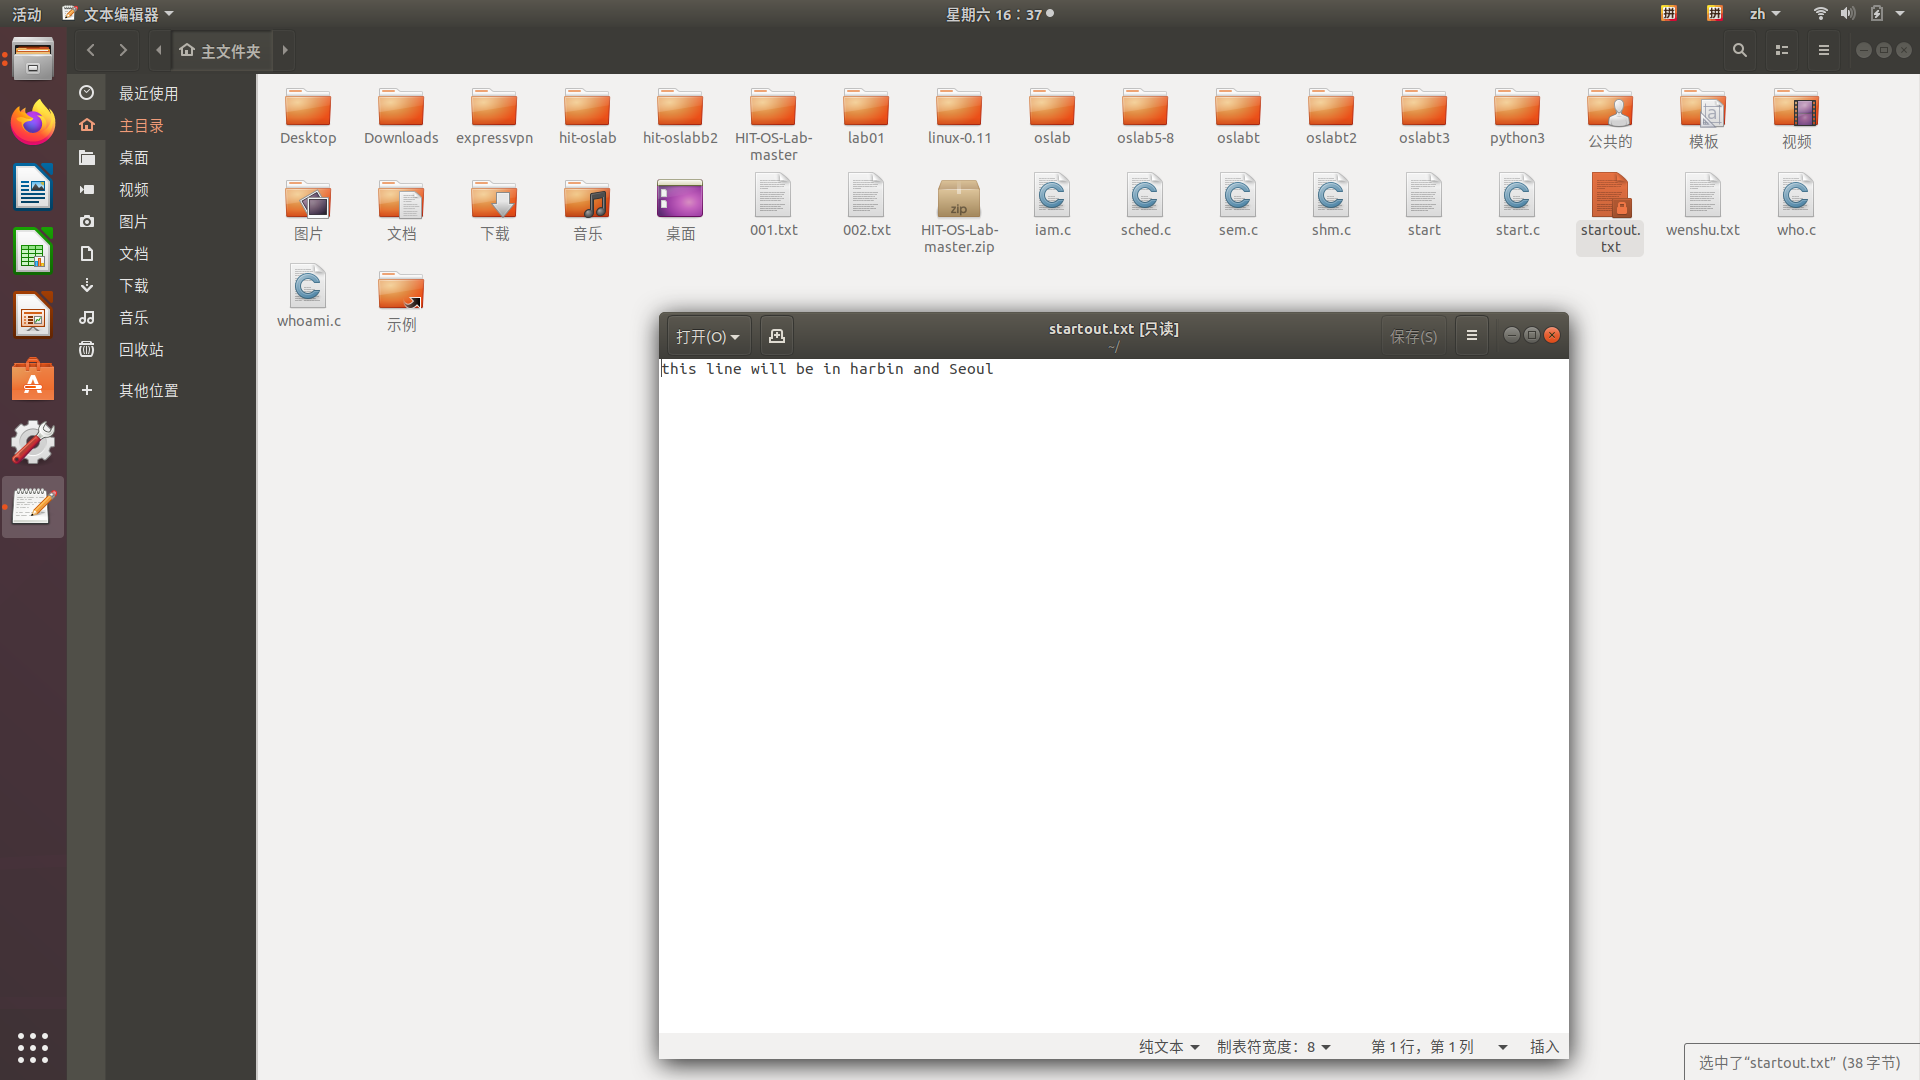 活动 文本编辑器 星期六 16：37 zh
主文件夹
最近使用
主目录
桌面
视频
图片
文档
下载
音乐
回收站
其他位置
Desktop Downloads expressvpn hit-oslab hit-oslabb2 HIT-OS-Lab-master lab01 linux-0.11 oslab oslab5-8 oslabt oslabt2 oslabt3 python3 公共的 模板 视频
图片 文档 下载 音乐 桌面 001.txt 002.txt HIT-OS-Lab-master.zip iam.c sched.c sem.c shm.c start start.c startout.txt wenshu.txt who.c
whoami.c 示例
打开(O) startout.txt [只读] 保存(S)
~/
this line will be in harbin and Seoul
纯文本 制表符宽度：8 第 1 行，第 1 列 插入
选中了“startout.txt” (38 字节)